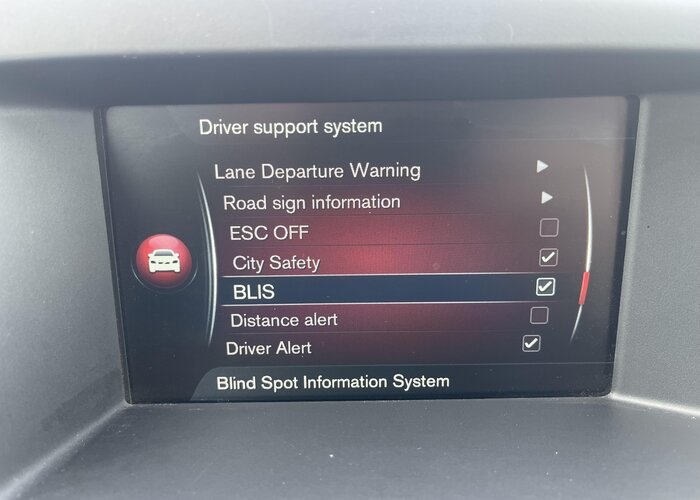 Driver support system
Lane Departure Warning
Road sign information
ESC OFF
City Safety
BLIS
Distance alert
Driver Alert
Blind Spot Information System